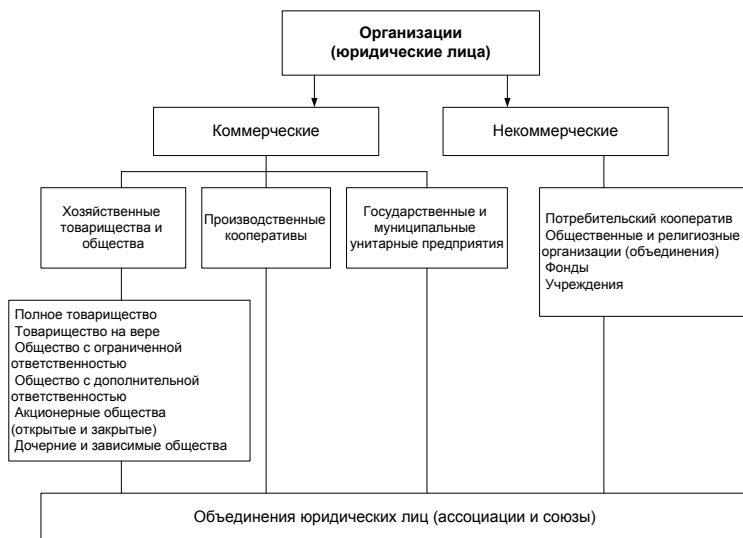 Организации
(юридические лица)
Коммерческие
Некоммерческие
Хозяйственные
товарищества и
общества
Производственные
кооперативы
Государственные и
муниципальные
унитарные предприятия
Потребительский кооператив
Общественные и религиозные
организации (объединения)
Фонды
Учреждения
Полное товарищество
Товарищество на вере
Общество с ограниченной
ответственностью
Общество с дополнительной
ответственностью
Акционерные общества
(открытые и закрытые)
Дочерние и зависимые общества
Объединения юридических лиц (ассоциации и союзы)